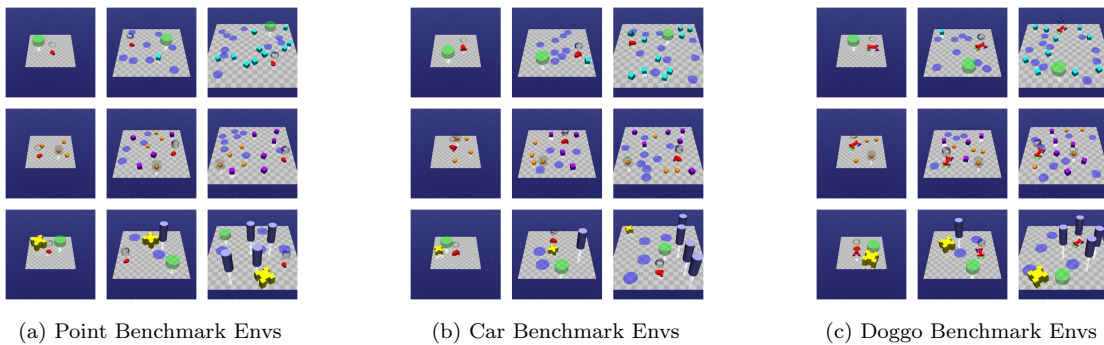 (a) Point Benchmark Envs
(b) Car Benchmark Envs
(c) Doggo Benchmark Envs